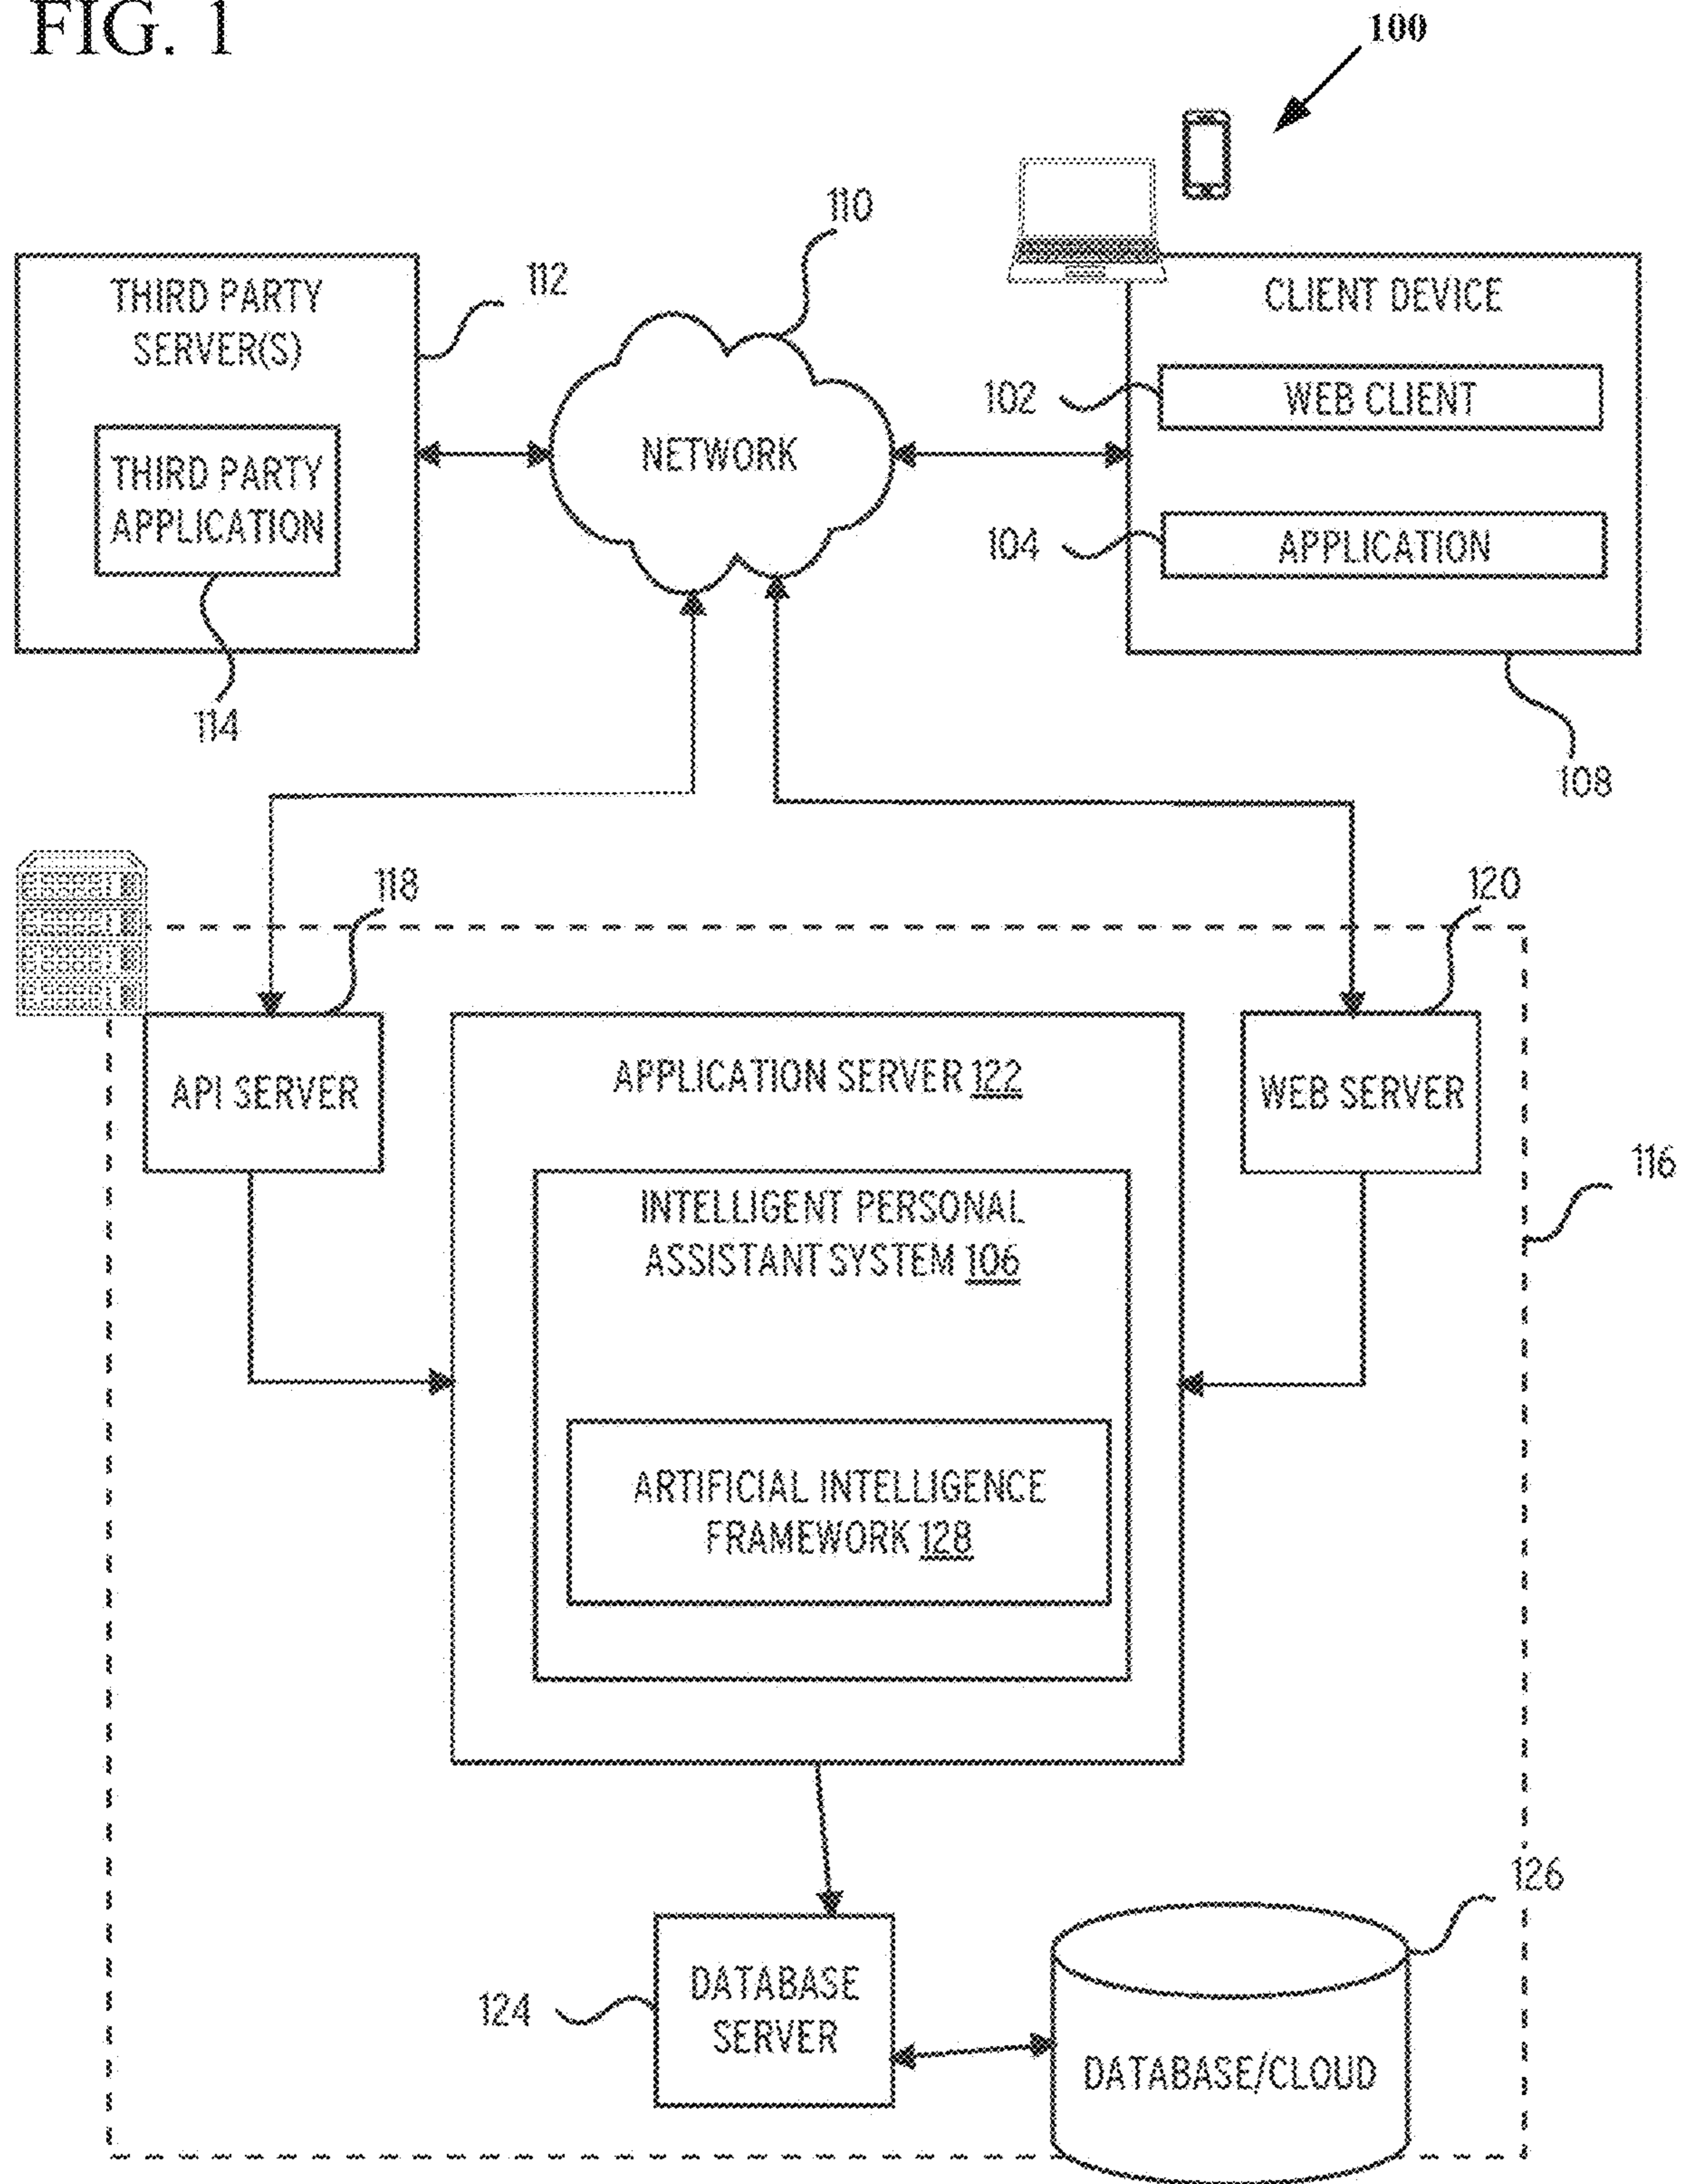 FIG. 1
100
110
THIRD PARTY
SERVER(S)
112
CLIENT DEVICE
102
WEB CLIENT
THIRD PARTY
APPLICATION
NETWORK
104
APPLICATION
114
108
118
120
API SERVER
APPLICATION SERVER 122
WEB SERVER
116
INTELLIGENT PERSONAL
ASSISTANT SYSTEM 106
ARTIFICIAL INTELLIGENCE
FRAMEWORK 128
126
124
DATABASE
SERVER
DATABASE/CLOUD